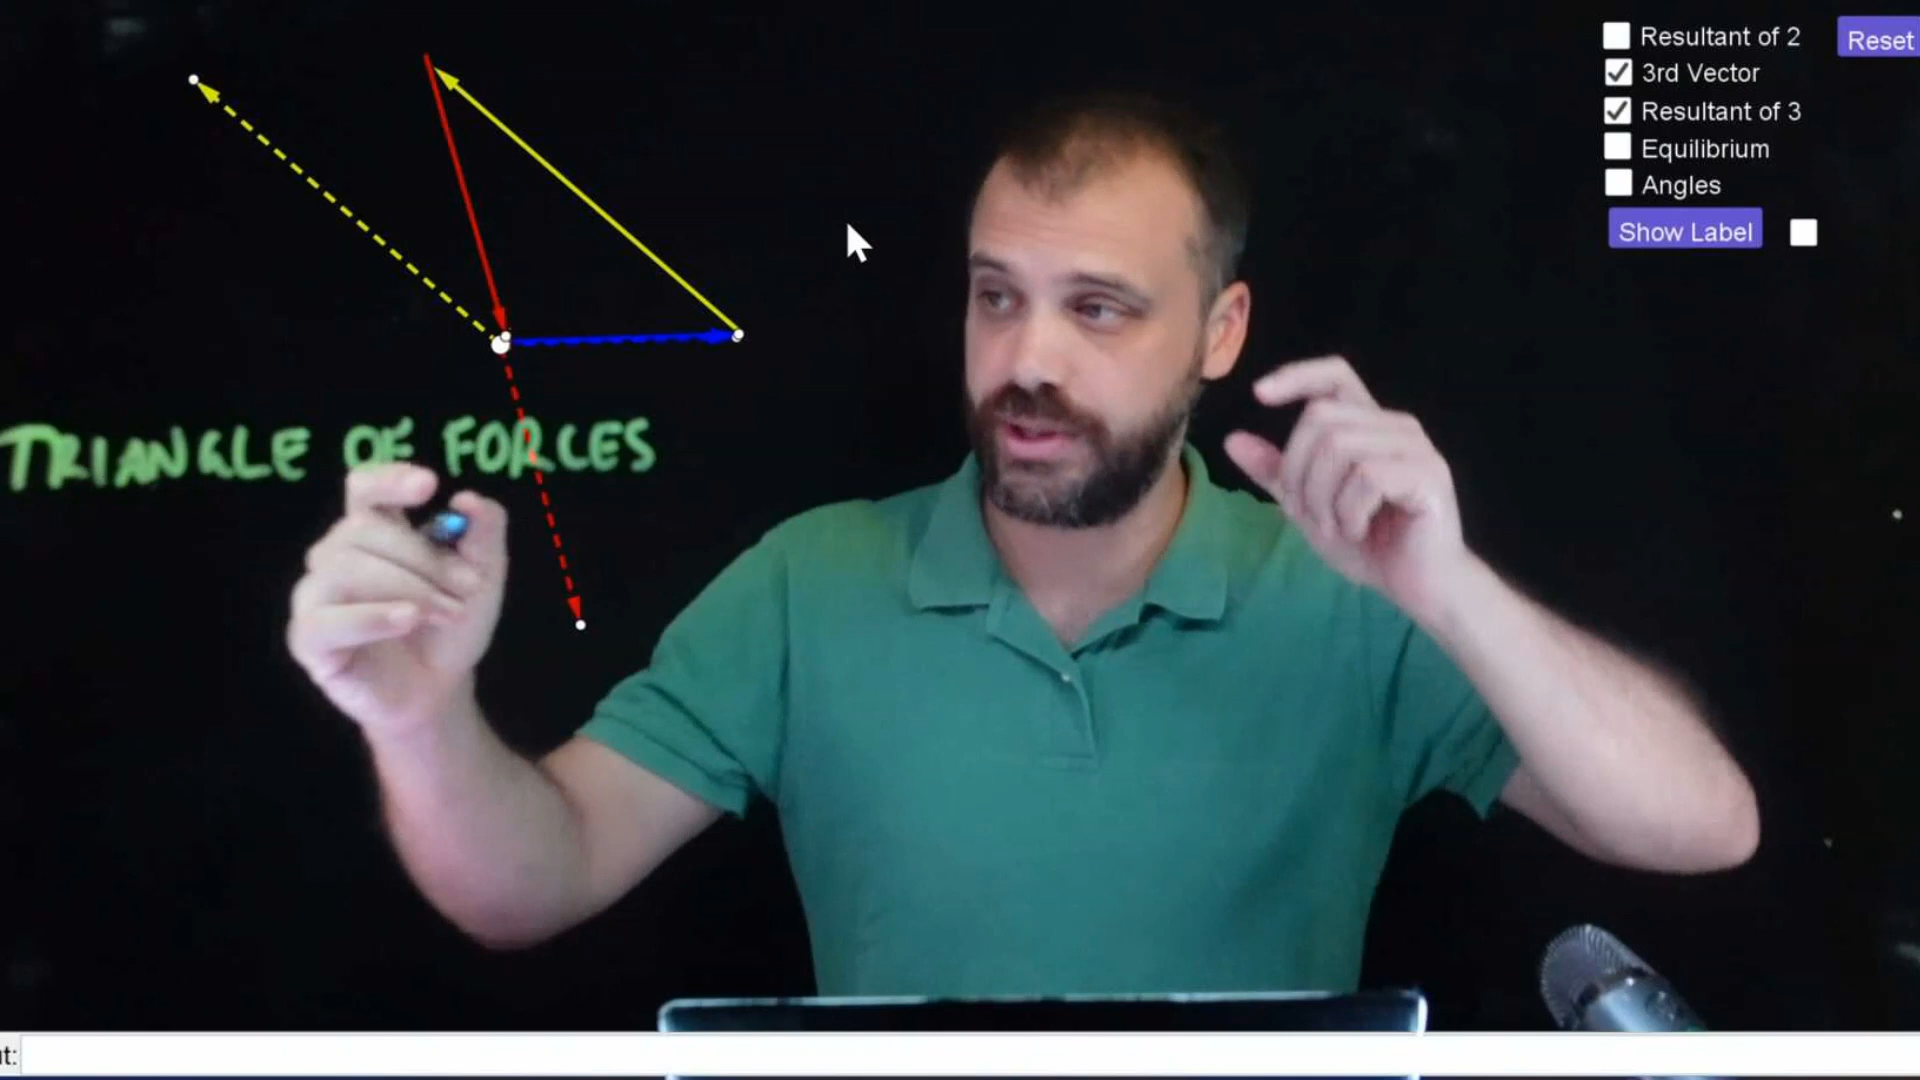 Resultant of 2
Reset
3rd Vector
Resultant of 3
Equilibrium
Angles
Show Label
TRIANGLE OF FORCES
t: